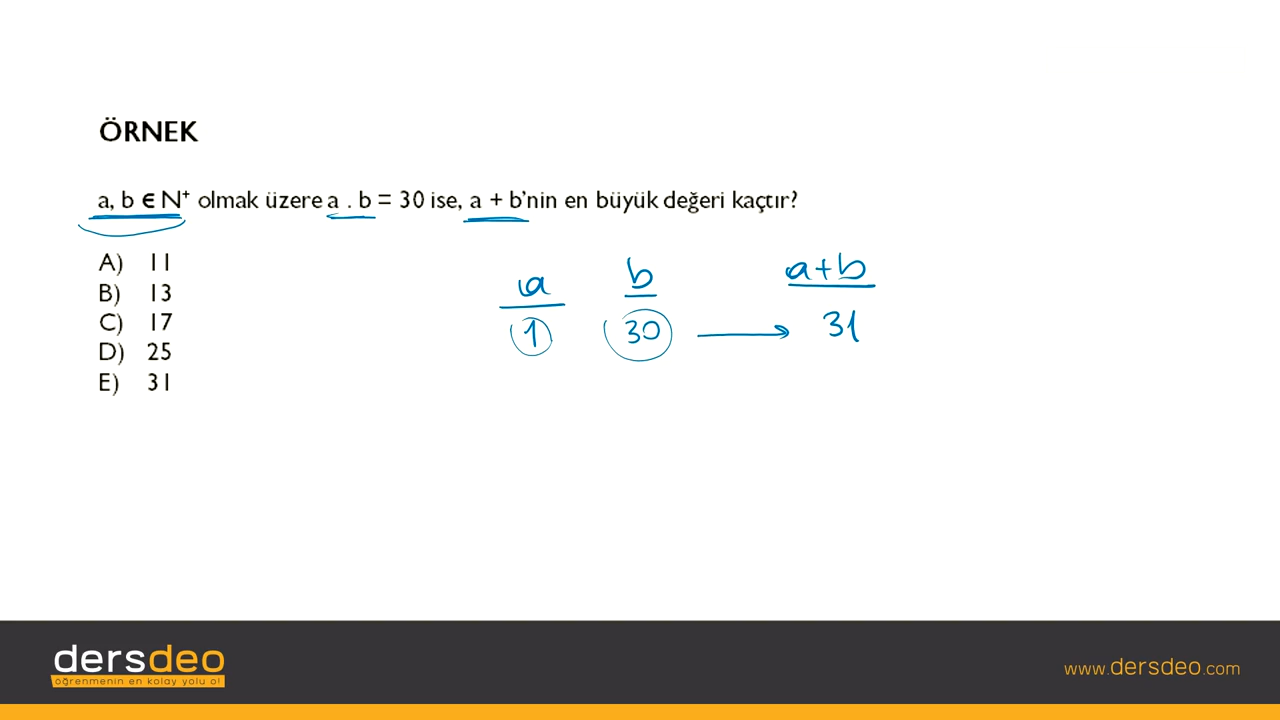 ÖRNEK
a, b ∈ N⁺ olmak üzere a . b = 30 ise, a + b’nin en büyük değeri kaçtır?
A) 11
B) 13
C) 17
D) 25
E) 31
a b a+b
1 30 → 31
dersdeo
öğrenmenin en kolay yolu o!
www.dersdeo.com